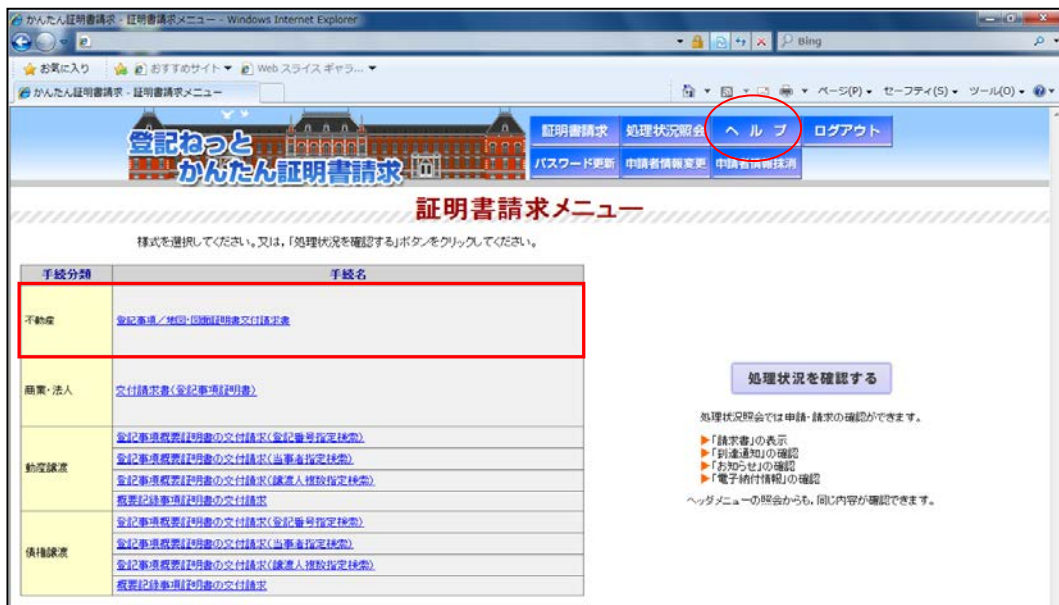 かんたん証明書請求 - 証明書請求メニュー - Windows Internet Explorer
Bing
お気に入り おすすめサイト ▼ Web スライス ギャラ... ▼
かんたん証明書請求 - 証明書請求メニュー
ページ(P) ▼ セーフティ(S) ▼ ツール(O) ▼
登記ねっと
かんたん証明書請求
証明書請求 処理状況照会 ヘルプ ログアウト
パスワード更新 申請者情報変更 申請者情報抹消
証明書請求メニュー
様式を選択してください。又は,「処理状況を確認する」ボタンをクリックしてください。
手続分類 手続名
不動産 登記事項/地図・図面証明書交付請求書
商業・法人 交付請求書(登記事項証明書)
動産譲渡
登記事項概要証明書の交付請求(登記番号指定検索)
登記事項概要証明書の交付請求(当事者指定検索)
登記事項概要証明書の交付請求(譲渡人複数指定検索)
概要記録事項証明書の交付請求
債権譲渡
登記事項概要証明書の交付請求(登記番号指定検索)
登記事項概要証明書の交付請求(当事者指定検索)
登記事項概要証明書の交付請求(譲渡人複数指定検索)
概要記録事項証明書の交付請求
処理状況を確認する
処理状況照会では申請・請求の確認ができます。
▶「請求書」の表示
▶「到達通知」の確認
▶「お知らせ」の確認
▶「電子納付情報」の確認
ヘッダメニューの照会からも,同じ内容が確認できます。